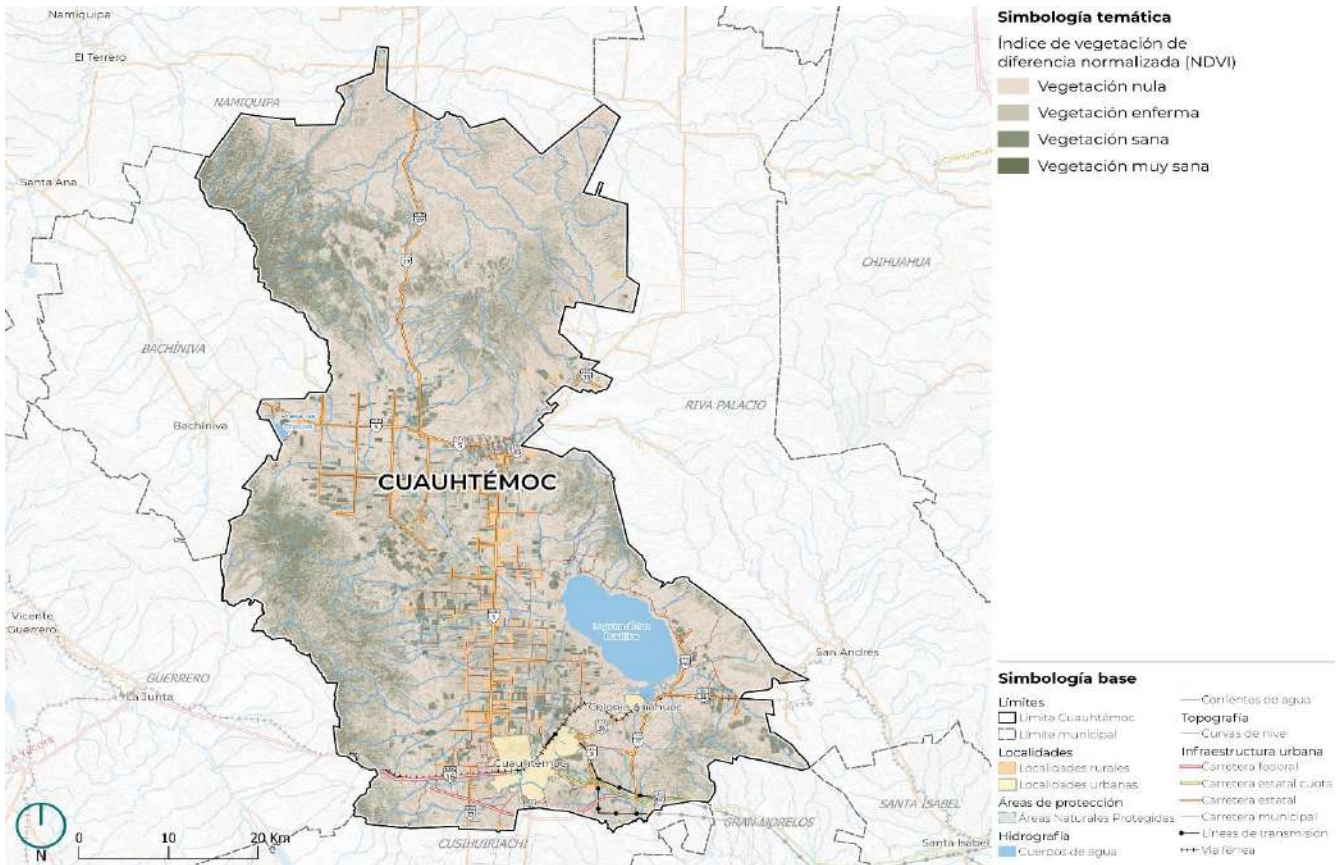 Namiquipa
El Terrero
NAMIQUIPA
Santa Ana
BACHÍNIVA
Bachíniva
CHIHUAHUA
RIVA PALACIO
CUAUHTÉMOC
Laguna de los
Vicente
Guerrero
GUERRERO
La Junta
San Andrés
Colonia Anáhuac
Cuauhtémoc
SANTA ISABEL
GRAN MORELOS
CUSIHUIRIACHI
Santa Isabel
N
0 10 20 Km
Simbología temática
Índice de vegetación de
diferencia normalizada (NDVI)
Vegetación nula
Vegetación enferma
Vegetación sana
Vegetación muy sana
Simbología base
Límites
Límite Cuauhtémoc
Límite municipal
Localidades
Localidades rurales
Localidades urbanas
Áreas de protección
Áreas Naturales Protegidas
Hidrografía
Cuerpos de agua
Corrientes de agua
Topografía
Curvas de nivel
Infraestructura urbana
Carretera federal
Carretera estatal cuota
Carretera estatal
Carretera municipal
Líneas de transmisión
Vía férrea